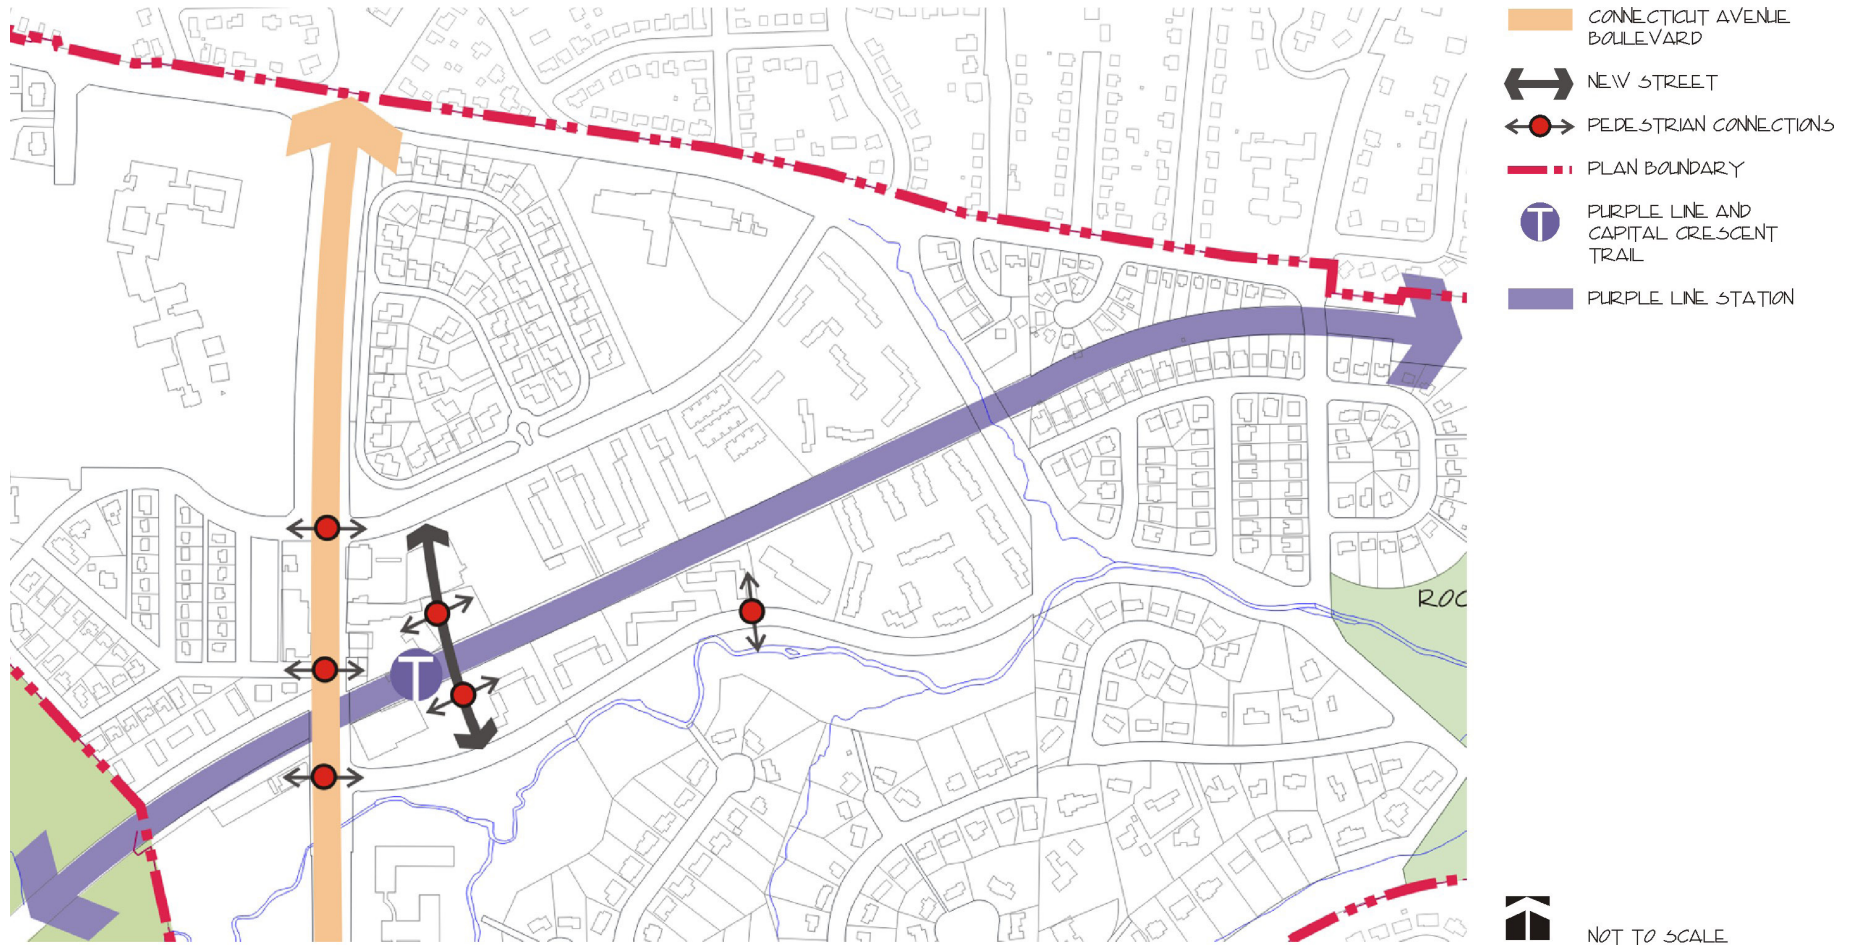 CONNECTICUT AVENUE
BOULEVARD
NEW STREET
PEDESTRIAN CONNECTIONS
PLAN BOUNDARY
T
PURPLE LINE AND
CAPITAL CRESCENT
TRAIL
PURPLE LINE STATION
ROC
T
NOT TO SCALE